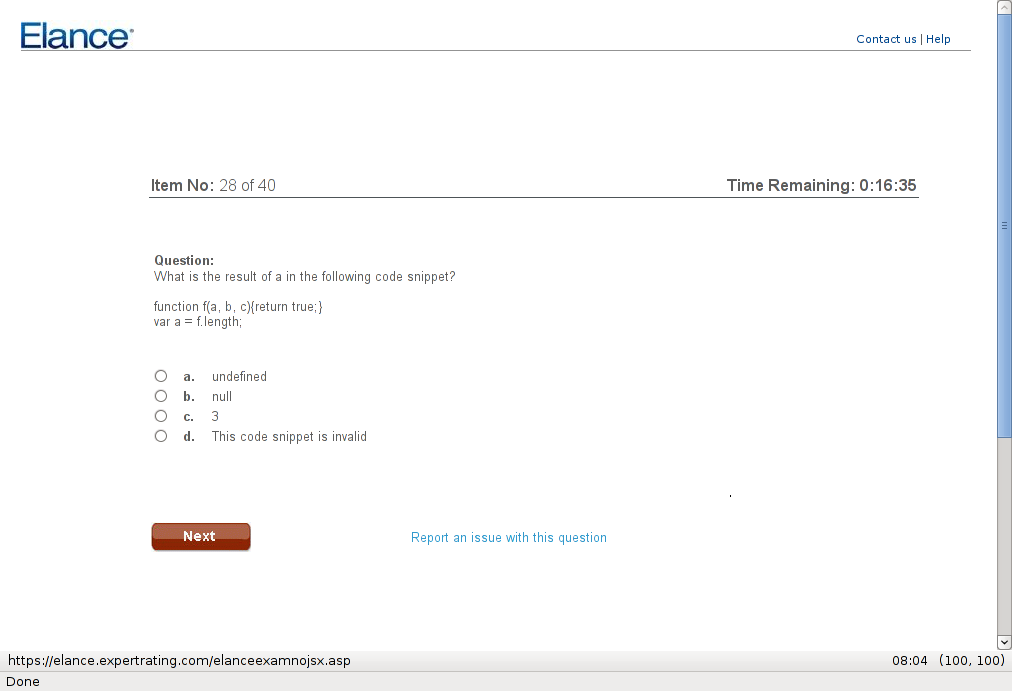 Elance
Contact us | Help
Item No: 28 of 40
Time Remaining: 0:16:35
Question:
What is the result of a in the following code snippet?
function f(a, b, c){return true;}
var a = f.length;
a. undefined
b. null
c. 3
d. This code snippet is invalid
Next
Report an issue with this question
https://elance.expertrating.com/elanceexamnojsx.asp
08:04 (100, 100)
Done